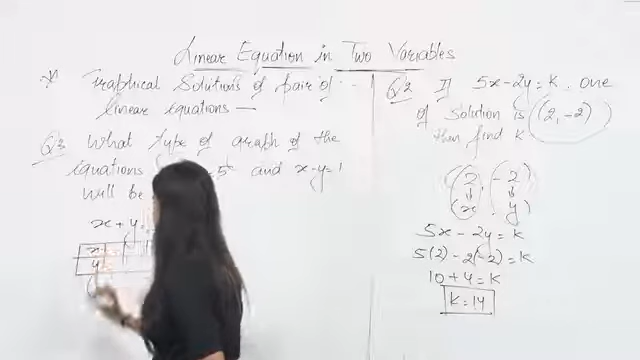 Linear Equation in Two Variables
* Graphical Solutions of pair of
linear equations —
Q3 What type of graph of the
equations = 5 and x-y=1
will be
x + y =
x
y
Q2 If 5x-2y=k, one
of Solution is (2,-2)
then find k
(2, -2)
(x, y)
5x - 2y = k
5(2) - 2(-2) = k
10 + 4 = k
k=14